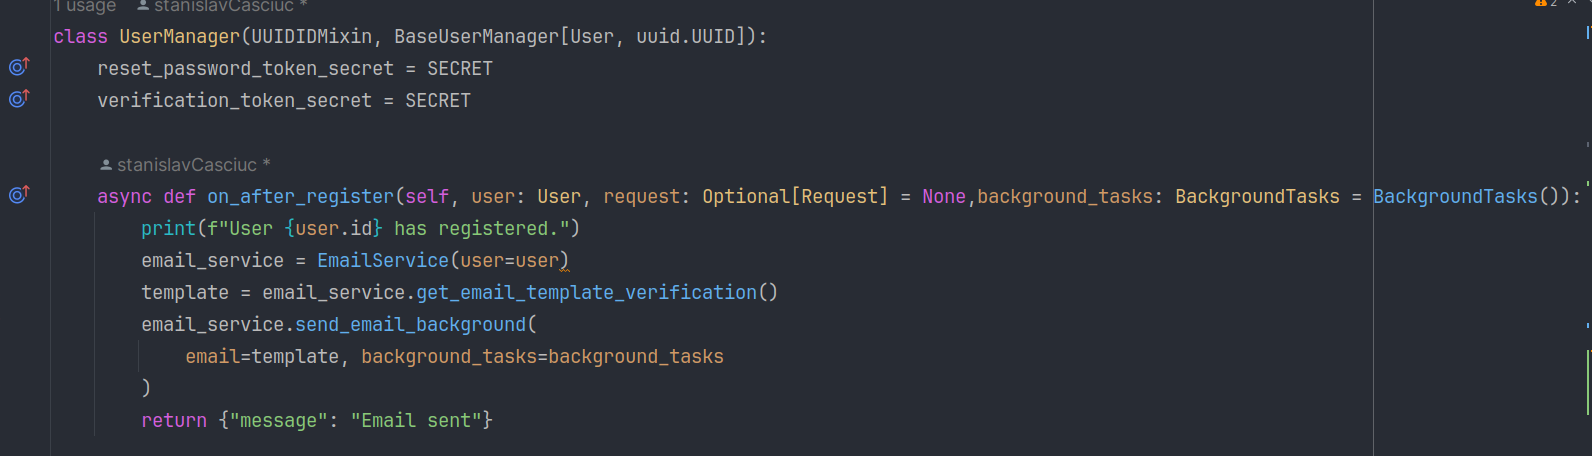 1 usage stanislavCasciuc * 2
class UserManager(UUIDIDMixin, BaseUserManager[User, uuid.UUID]):
reset_password_token_secret = SECRET
verification_token_secret = SECRET
stanislavCasciuc *
async def on_after_register(self, user: User, request: Optional[Request] = None,background_tasks: BackgroundTasks = BackgroundTasks()):
print(f"User {user.id} has registered.")
email_service = EmailService(user=user)
template = email_service.get_email_template_verification()
email_service.send_email_background(
email=template, background_tasks=background_tasks
)
return {"message": "Email sent"}